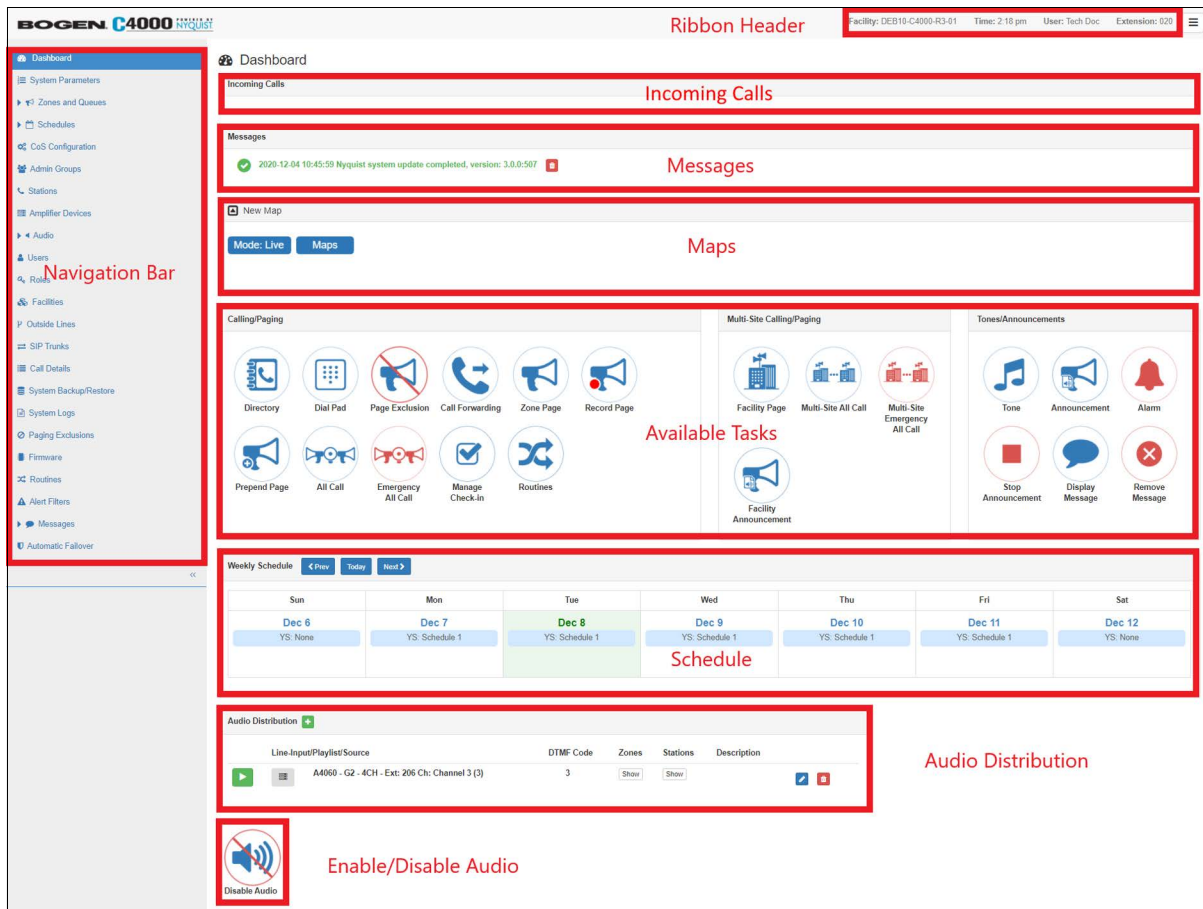 BOGEN. C4000 POWERED BY NYQUIST
Ribbon Header
Facility: DEB10-C4000-R3-01 Time: 2:18 pm User: Tech Doc Extension: 020
Dashboard
System Parameters
Zones and Queues
Schedules
CoS Configuration
Admin Groups
Stations
Amplifier Devices
Audio
Users
Navigation Bar
Roles
Facilities
Outside Lines
SIP Trunks
Call Details
System Backup/Restore
System Logs
Paging Exclusions
Firmware
Routines
Alert Filters
Messages
Automatic Failover
«
Dashboard
Incoming Calls
Incoming Calls
Messages
2020-12-04 10:45:59 Nyquist system update completed, version: 3.0.0:507
Messages
New Map
Mode: Live Maps
Maps
Calling/Paging
Directory Dial Pad Page Exclusion Call Forwarding Zone Page Record Page
Prepend Page All Call Emergency Manage Routines
All Call Check-in
Available Tasks
Multi-Site Calling/Paging
Facility Page Multi-Site All Call Multi-Site
Emergency
All Call
Facility
Announcement
Tones/Announcements
Tone Announcement Alarm
Stop Display Remove
Announcement Message Message
Weekly Schedule Prev Today Next
Sun Mon Tue Wed Thu Fri Sat
Dec 6 Dec 7 Dec 8 Dec 9 Dec 10 Dec 11 Dec 12
YS: None YS: Schedule 1 YS: Schedule 1 YS: Schedule 1 YS: Schedule 1 YS: Schedule 1 YS: None
Schedule
Audio Distribution
Line-Input/Playlist/Source DTMF Code Zones Stations Description
A4060 - G2 - 4CH - Ext: 206 Ch: Channel 3 (3) 3 Show Show
Audio Distribution
Disable Audio
Enable/Disable Audio